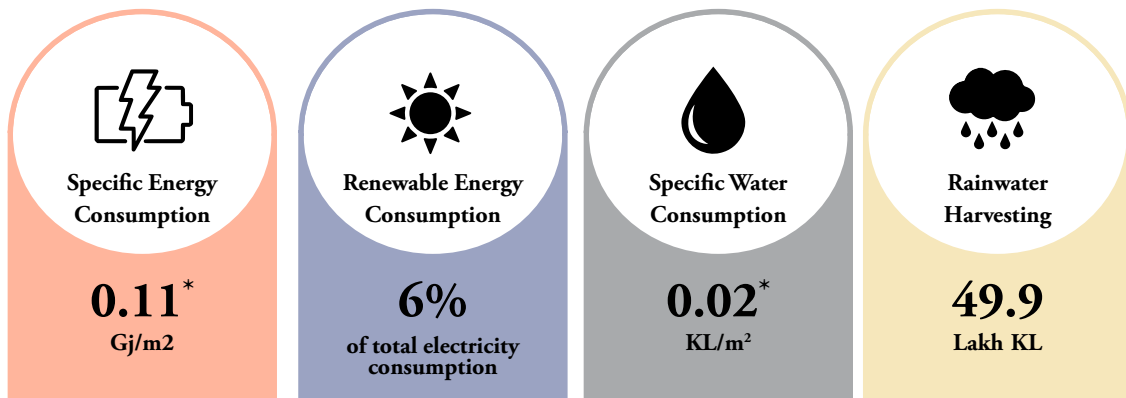 Specific Energy
Consumption
0.11*
Gj/m2
Renewable Energy
Consumption
6%
of total electricity
consumption
Specific Water
Consumption
0.02*
KL/m²
Rainwater
Harvesting
49.9
Lakh KL